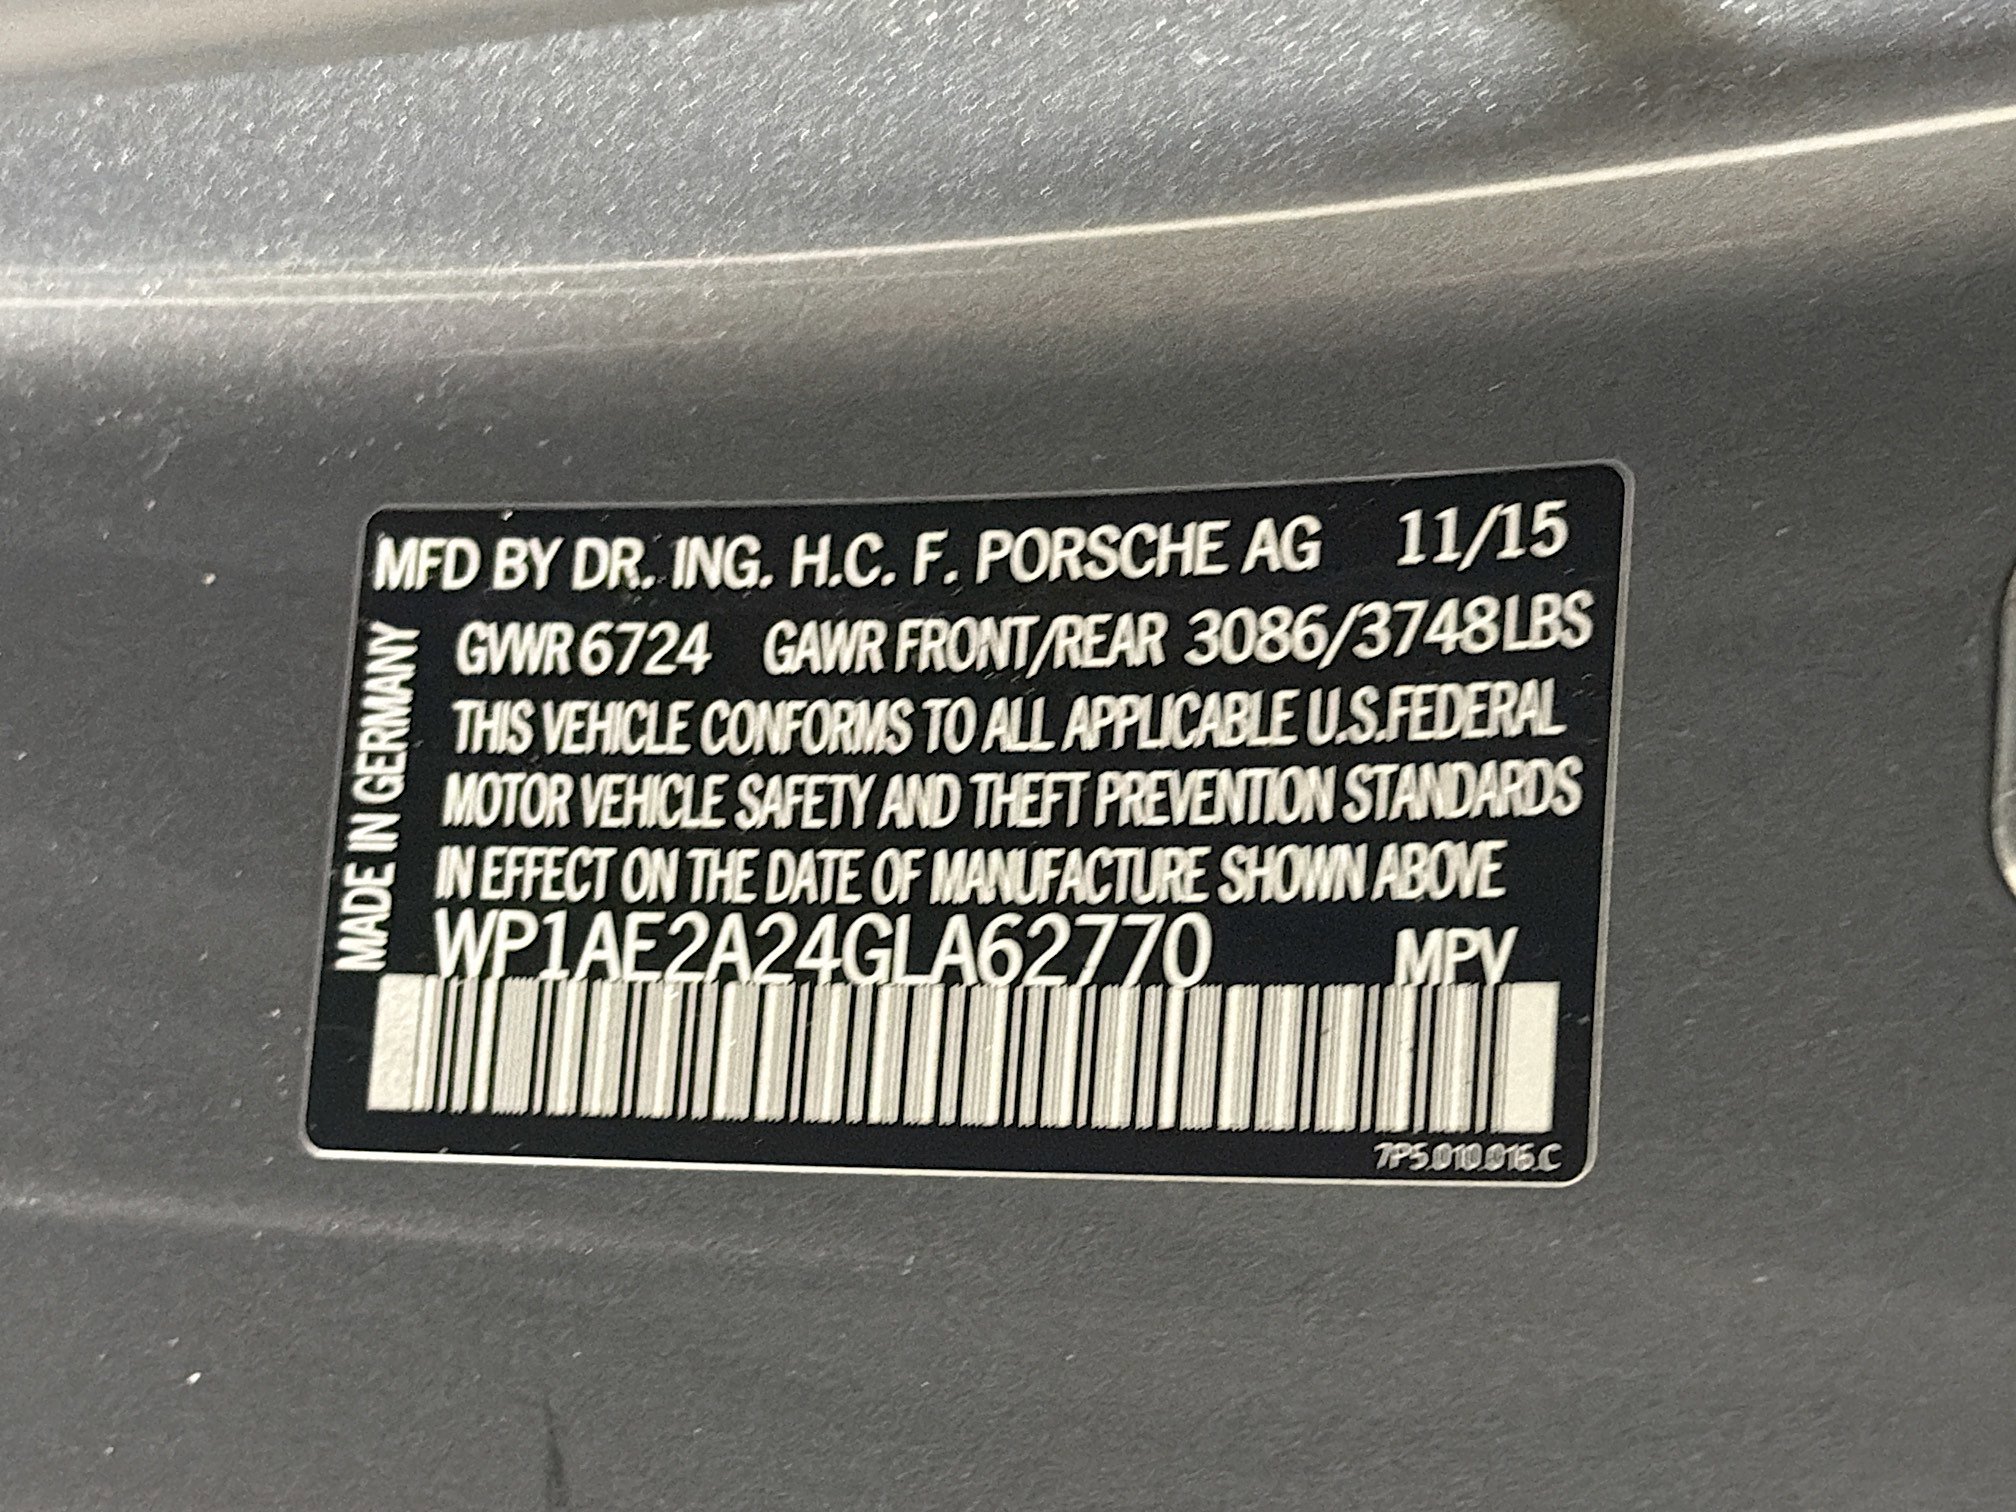 MFD BY DR. ING. H.C. F. PORSCHE AG 11/15
GVWR 6724 GAWR FRONT/REAR 3086/3748LBS
THIS VEHICLE CONFORMS TO ALL APPLICABLE U.S.FEDERAL
MOTOR VEHICLE SAFETY AND THEFT PREVENTION STANDARDS
IN EFFECT ON THE DATE OF MANUFACTURE SHOWN ABOVE
WP1AE2A24GLA62770 MPV
MADE IN GERMANY
7P5.010.016.C